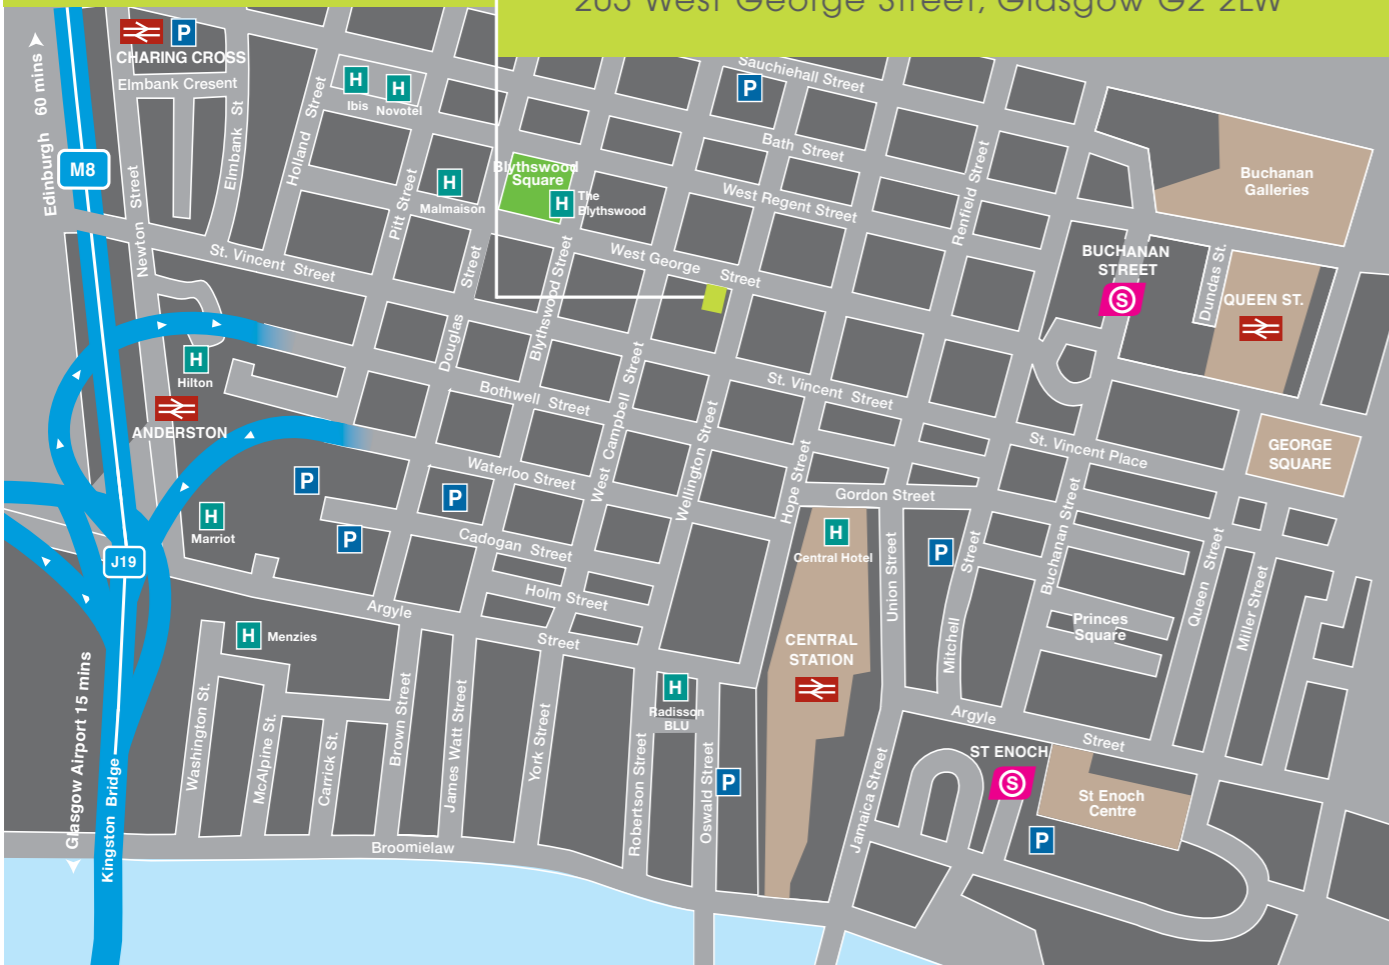 265 West George Street, Glasgow G2 2LW
Edinburgh 60 mins
M8
P
CHARING CROSS
Elmbank Cresent
Elmbank St
Newton Street
Holland Street
H
Ibis
H
Novotel
Pitt Street
H
Malmaison
Blythswood
Square
H
The
Blythswood
Sauchiehall Street
P
Bath Street
West Regent Street
Renfield Street
Buchanan
Galleries
BUCHANAN
STREET
S
Dundas St.
QUEEN ST.
St. Vincent Street
Douglas Street
Blythswood Street
West George Street
H
Hilton
ANDERSTON
Bothwell Street
West Campbell Street
Wellington Street
St. Vincent Street
Hope Street
St. Vincent Place
GEORGE
SQUARE
Waterloo Street
P
P
P
H
Marriot
Cadogan Street
Gordon Street
H
Central Hotel
Union Street
P
Mitchell Street
Buchanan Street
Queen Street
Miller Street
J19
Argyle Street
Holm Street
Princes
Square
H
Menzies
CENTRAL
STATION
H
Radisson
BLU
Glasgow Airport 15 mins
Kingston Bridge
Washington St.
McAlpine St.
Carrick St.
Brown Street
James Watt Street
York Street
Robertson Street
Oswald Street
P
Jamaica Street
Argyle Street
ST ENOCH
S
St Enoch
Centre
P
Broomielaw